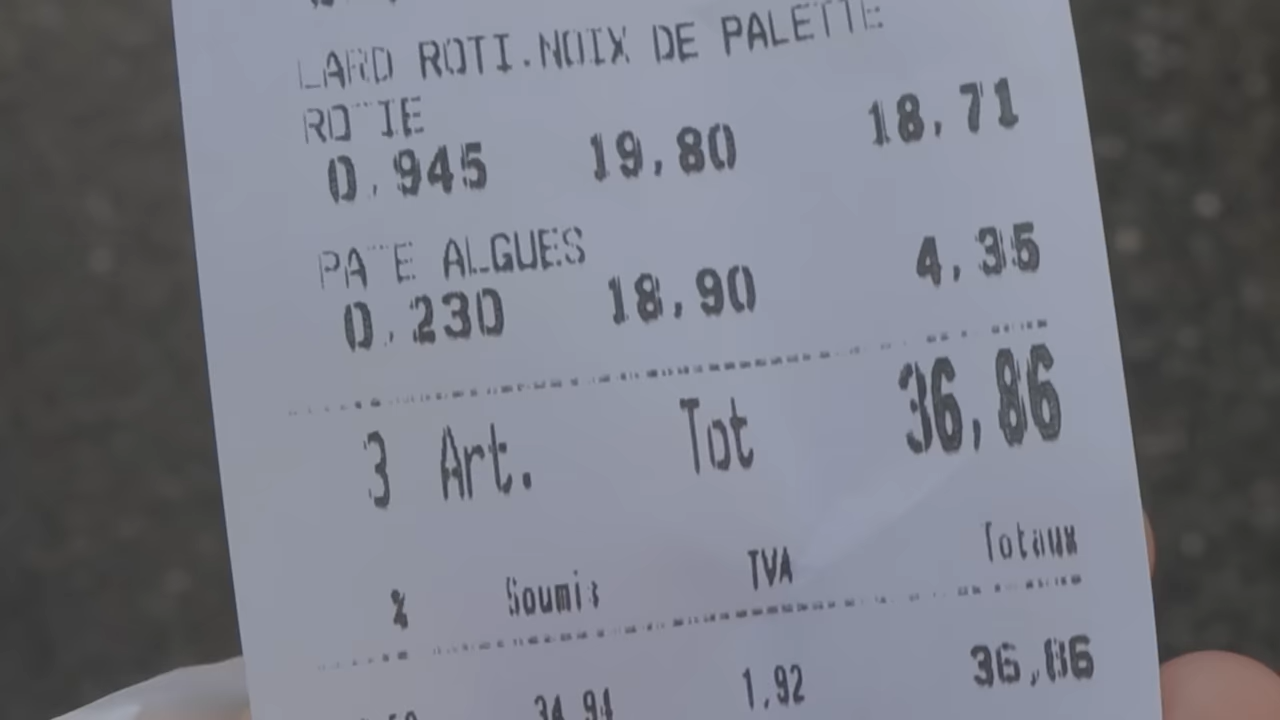 LARD ROTI.NOIX DE PALETTE
ROTIE
0,945 19,80 18,71
PATE ALGUES
0,230 18,90 4,35
3 Art. Tot 36,86
% Soumis TVA Totaux
34,94 1,92 36,86